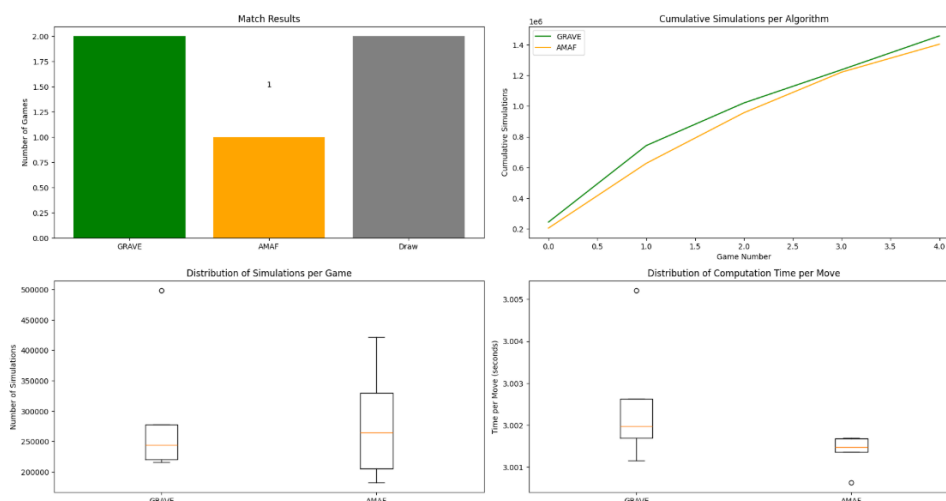 Match Results
2.00
1.75
1.50
1.25
1.00
0.75
0.50
0.25
0.00
Number of Games
1
GRAVE
AMAF
Draw
Cumulative Simulations per Algorithm
1e6
GRAVE
AMAF
1.4
1.2
1.0
0.8
0.6
0.4
0.2
Cumulative Simulations
0.0
0.5
1.0
1.5
2.0
2.5
3.0
3.5
4.0
Game Number
Distribution of Simulations per Game
500000
450000
400000
350000
300000
250000
200000
Number of Simulations
GRAVE
AMAF
Distribution of Computation Time per Move
3.005
3.004
3.003
3.002
3.001
Time per Move (seconds)
GRAVE
AMAF